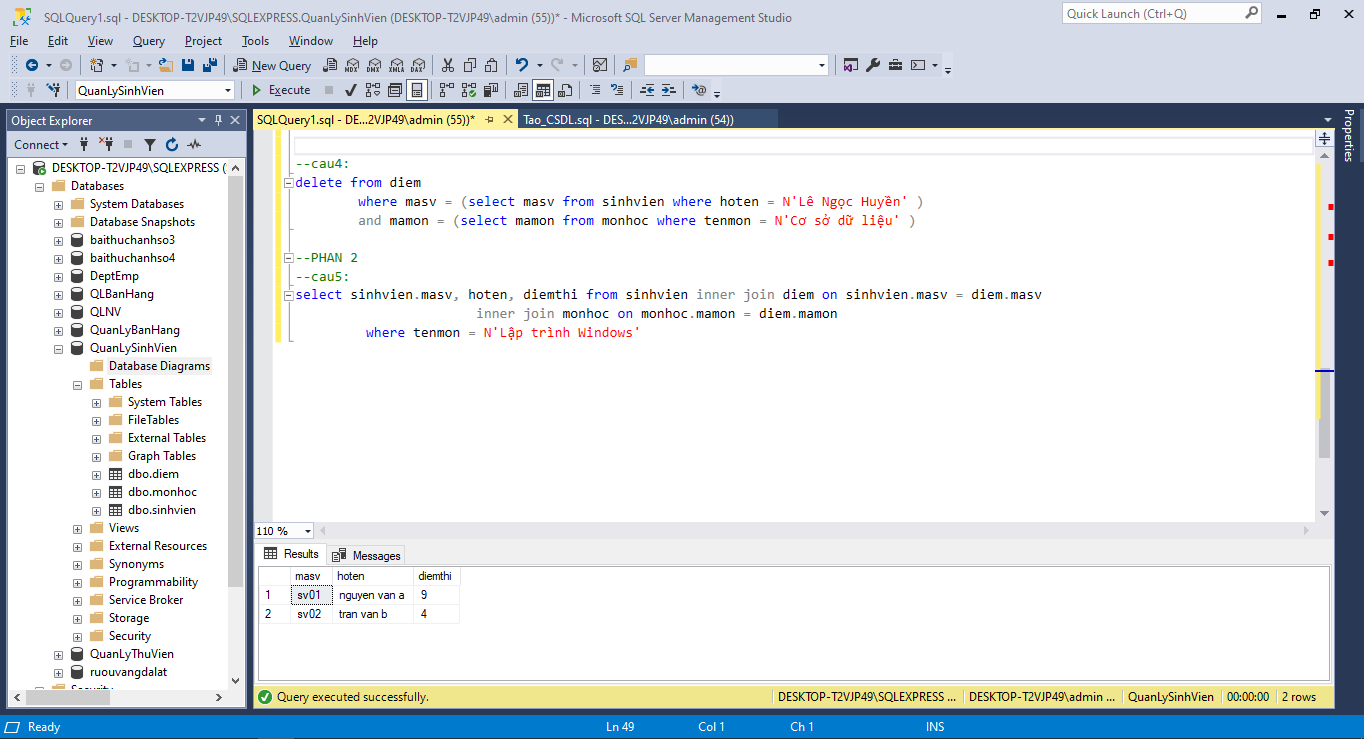 SQLQuery1.sql - DESKTOP-T2VJP49\SQLEXPRESS.QuanLySinhVien (DESKTOP-T2VJP49\admin (55))* - Microsoft SQL Server Management Studio
Quick Launch (Ctrl+Q)
File Edit View Query Project Tools Window Help
New Query MDX DMX XMLA DAX
QuanLySinhVien Execute
Object Explorer
SQLQuery1.sql - DE...2VJP49\admin (55))* Tao_CSDL.sql - DES...2VJP49\admin (54))
Properties
Connect
DESKTOP-T2VJP49\SQLEXPRESS (
Databases
System Databases
Database Snapshots
baithuchanhso3
baithuchanhso4
DeptEmp
QLBanHang
QLNV
QuanLyBanHang
QuanLySinhVien
Database Diagrams
Tables
System Tables
FileTables
External Tables
Graph Tables
dbo.diem
dbo.monhoc
dbo.sinhvien
Views
External Resources
Synonyms
Programmability
Service Broker
Storage
Security
QuanLyThuVien
ruouvangdalat
Security
--cau4:
delete from diem
where masv = (select masv from sinhvien where hoten = N'Lê Ngọc Huyền' )
and mamon = (select mamon from monhoc where tenmon = N'Cơ sở dữ liệu' )
--PHAN 2
--cau5:
select sinhvien.masv, hoten, diemthi from sinhvien inner join diem on sinhvien.masv = diem.masv
inner join monhoc on monhoc.mamon = diem.mamon
where tenmon = N'Lập trình Windows'
110 %
Results Messages
masv hoten diemthi
1 sv01 nguyen van a 9
2 sv02 tran van b 4
Query executed successfully. DESKTOP-T2VJP49\SQLEXPRESS ... DESKTOP-T2VJP49\admin ... QuanLySinhVien 00:00:00 2 rows
Ready Ln 49 Col 1 Ch 1 INS